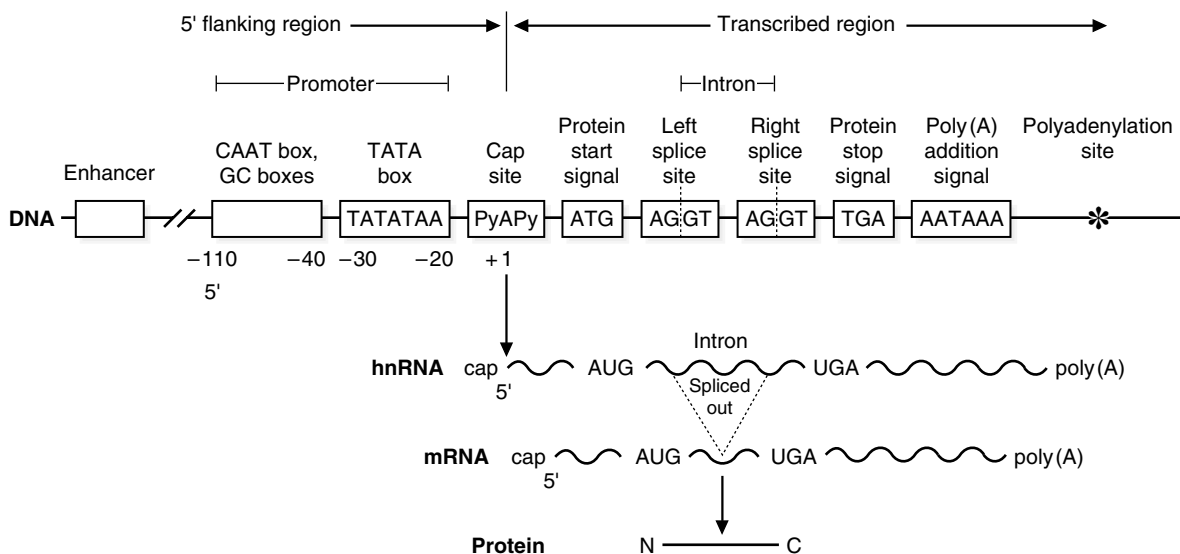 5' flanking region
Transcribed region
Promoter
Intron
Enhancer
CAAT box,
GC boxes
TATA
box
Cap
site
Protein
start
signal
Left
splice
site
Right
splice
site
Protein
stop
signal
Poly(A)
addition
signal
Polyadenylation
site
DNA
TATATAA
PyAPy
ATG
AGGT
AGGT
TGA
AATAAA
*
−110
−40
−30
−20
+1
5'
Intron
hnRNA
cap
5'
AUG
UGA
poly(A)
Spliced
out
mRNA
cap
5'
AUG
UGA
poly(A)
Protein
N
C